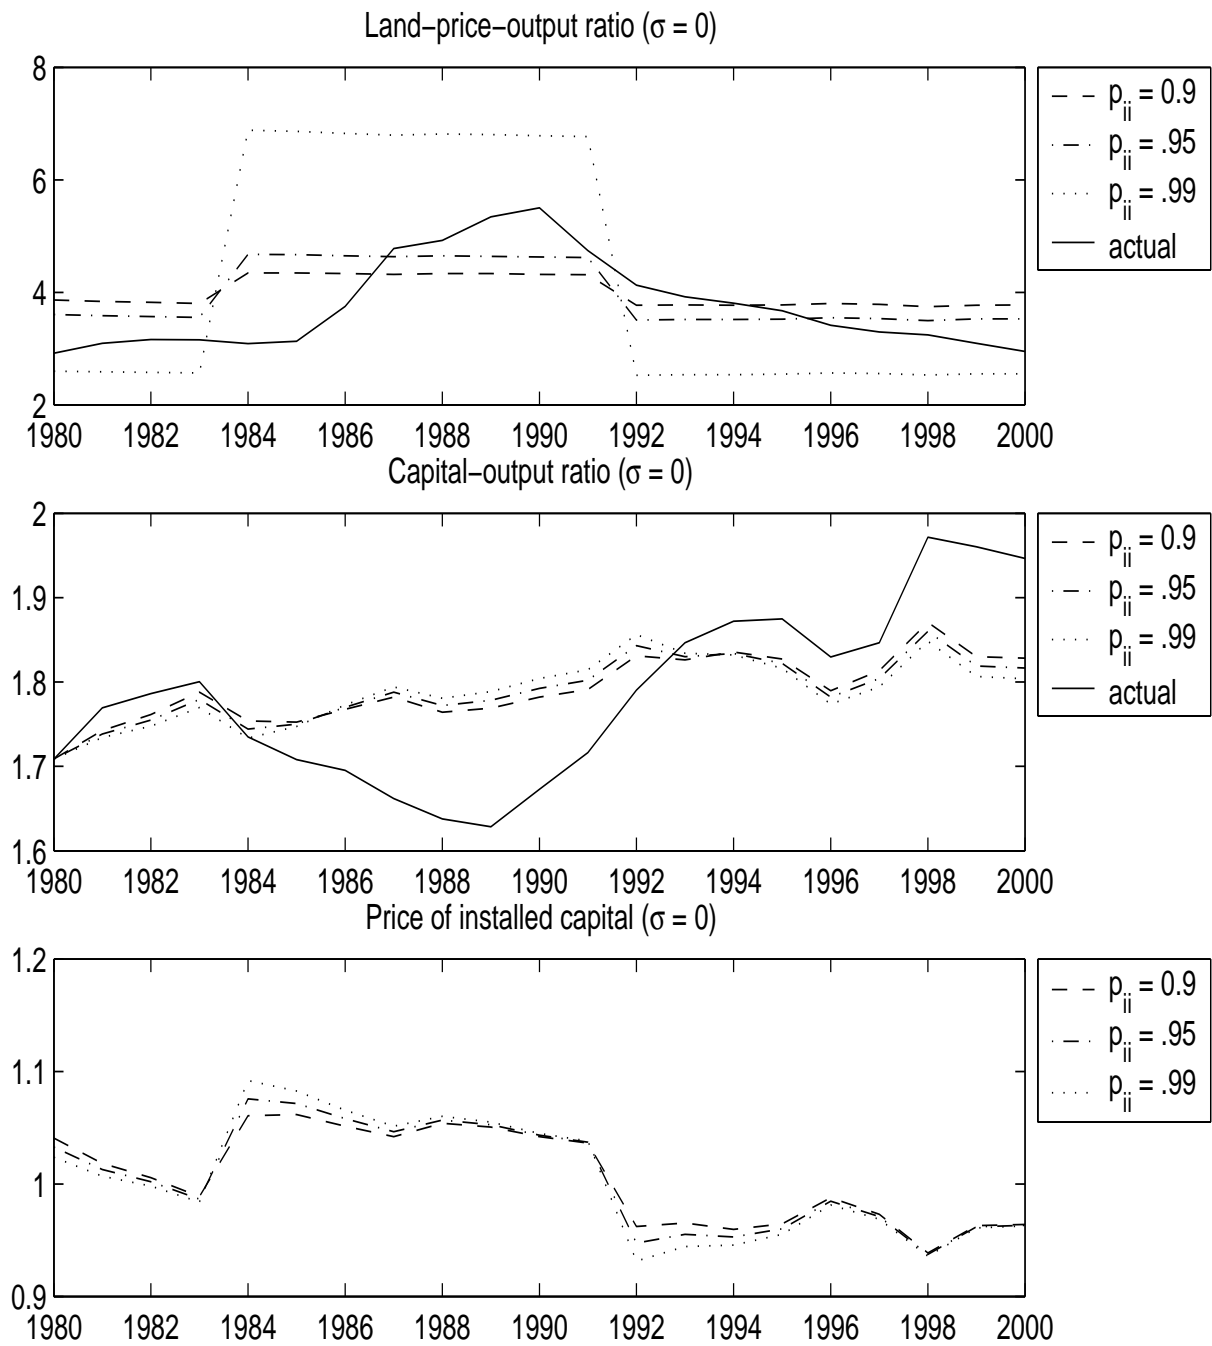 Land−price−output ratio (σ = 0)
8
6
4
2
1980 1982 1984 1986 1988 1990 1992 1994 1996 1998 2000
p_ii = 0.9
p_ii = .95
p_ii = .99
actual
Capital−output ratio (σ = 0)
2
1.9
1.8
1.7
1.6
1980 1982 1984 1986 1988 1990 1992 1994 1996 1998 2000
p_ii = 0.9
p_ii = .95
p_ii = .99
actual
Price of installed capital (σ = 0)
1.2
1.1
1
0.9
1980 1982 1984 1986 1988 1990 1992 1994 1996 1998 2000
p_ii = 0.9
p_ii = .95
p_ii = .99